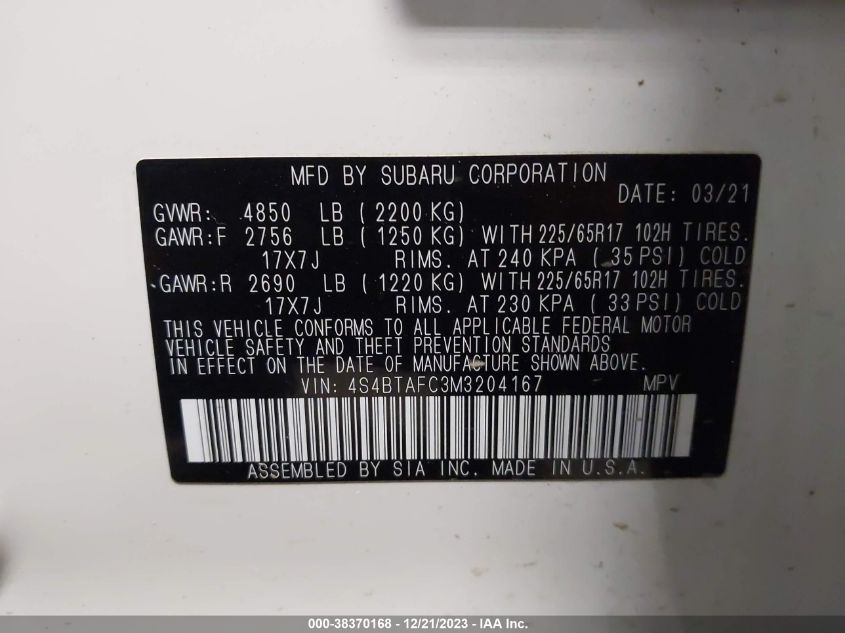 MFD BY SUBARU CORPORATION
DATE: 03/21
GVWR: 4850 LB ( 2200 KG)
GAWR:F 2756 LB ( 1250 KG) WITH 225/65R17 102H TIRES.
17X7J RIMS. AT 240 KPA ( 35 PSI) COLD
GAWR:R 2690 LB ( 1220 KG) WITH 225/65R17 102H TIRES.
17X7J RIMS. AT 230 KPA ( 33 PSI) COLD
THIS VEHICLE CONFORMS TO ALL APPLICABLE FEDERAL MOTOR
VEHICLE SAFETY AND THEFT PREVENTION STANDARDS
IN EFFECT ON THE DATE OF MANUFACTURE SHOWN ABOVE.
VIN: 4S4BTAFC3M3204167 MPV
ASSEMBLED BY SIA INC. MADE IN U.S.A.
000-38370168 - 12/21/2023 - IAA Inc.